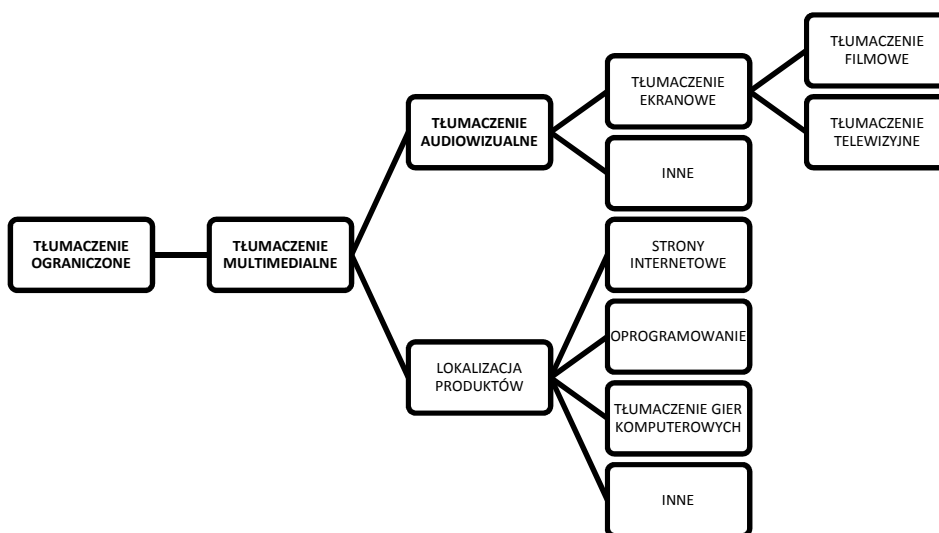 TŁUMACZENIE
OGRANICZONE
TŁUMACZENIE
MULTIMEDIALNE
TŁUMACZENIE
AUDIOWIZUALNE
TŁUMACZENIE
EKRANOWE
TŁUMACZENIE
FILMOWE
TŁUMACZENIE
TELEWIZYJNE
INNE
LOKALIZACJA
PRODUKTÓW
STRONY
INTERNETOWE
OPROGRAMOWANIE
TŁUMACZENIE GIER
KOMPUTEROWYCH
INNE